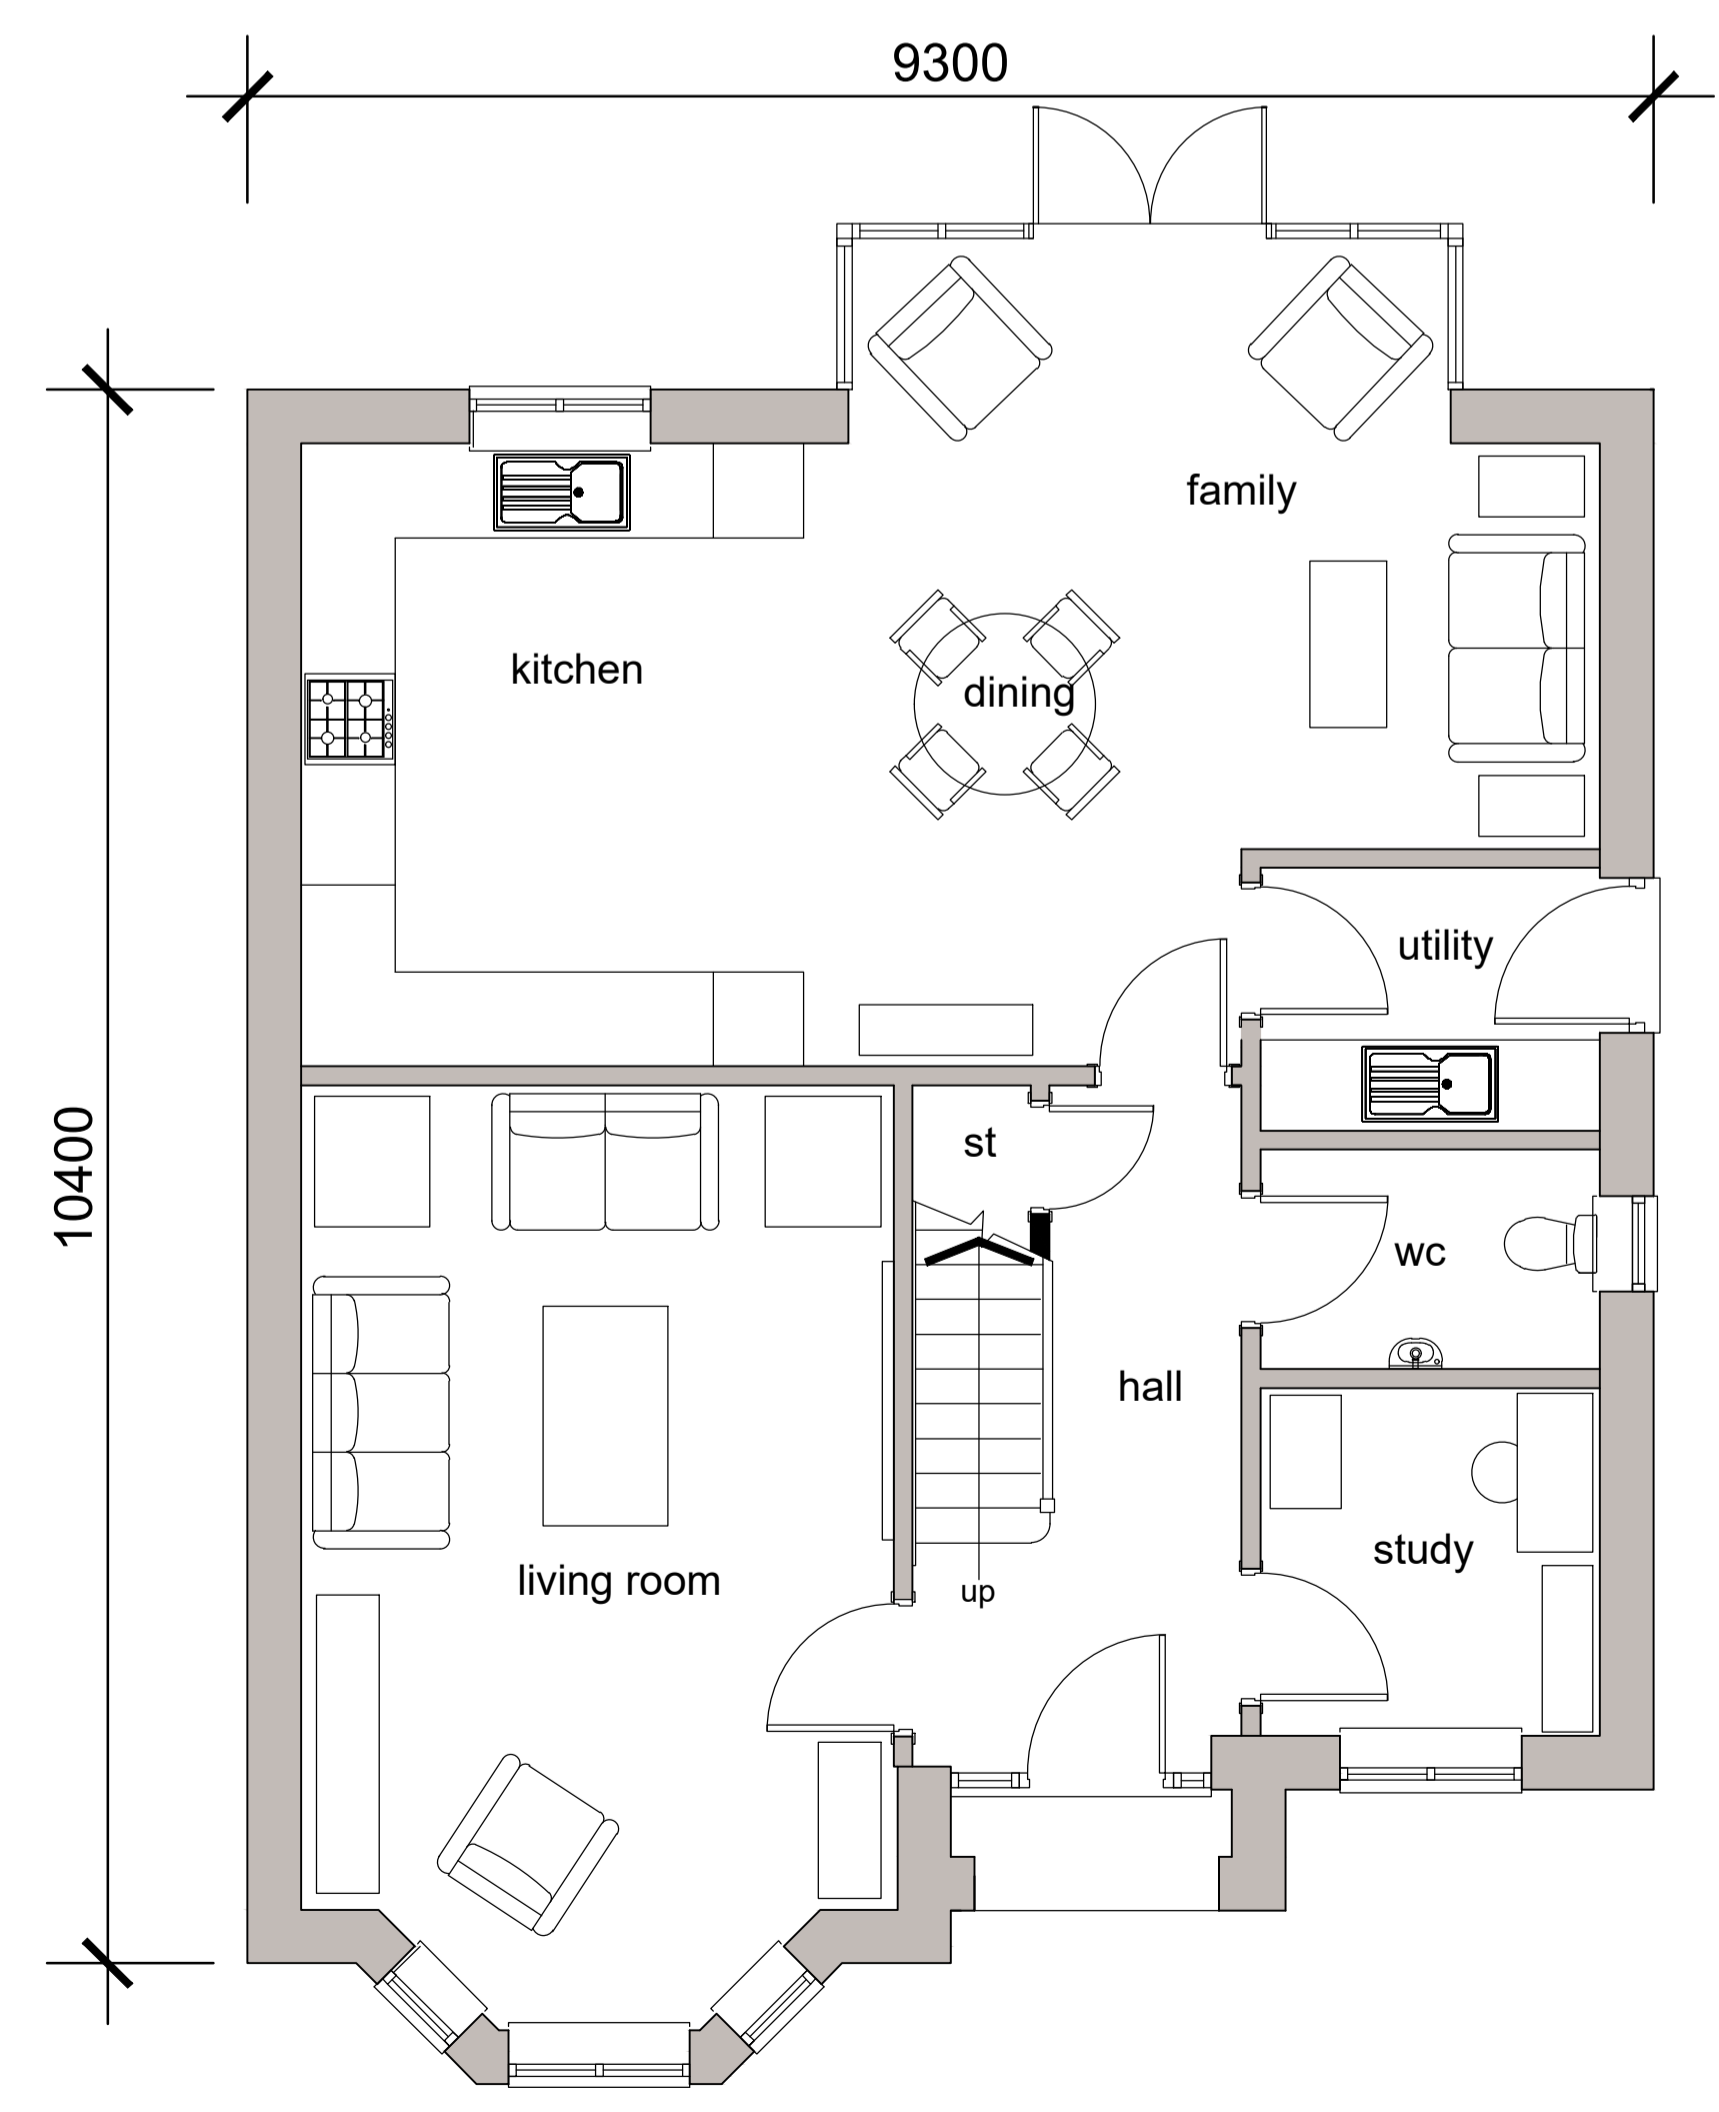 9300
family
kitchen
dining
utility
10400
st
wc
hall
study
living room
up